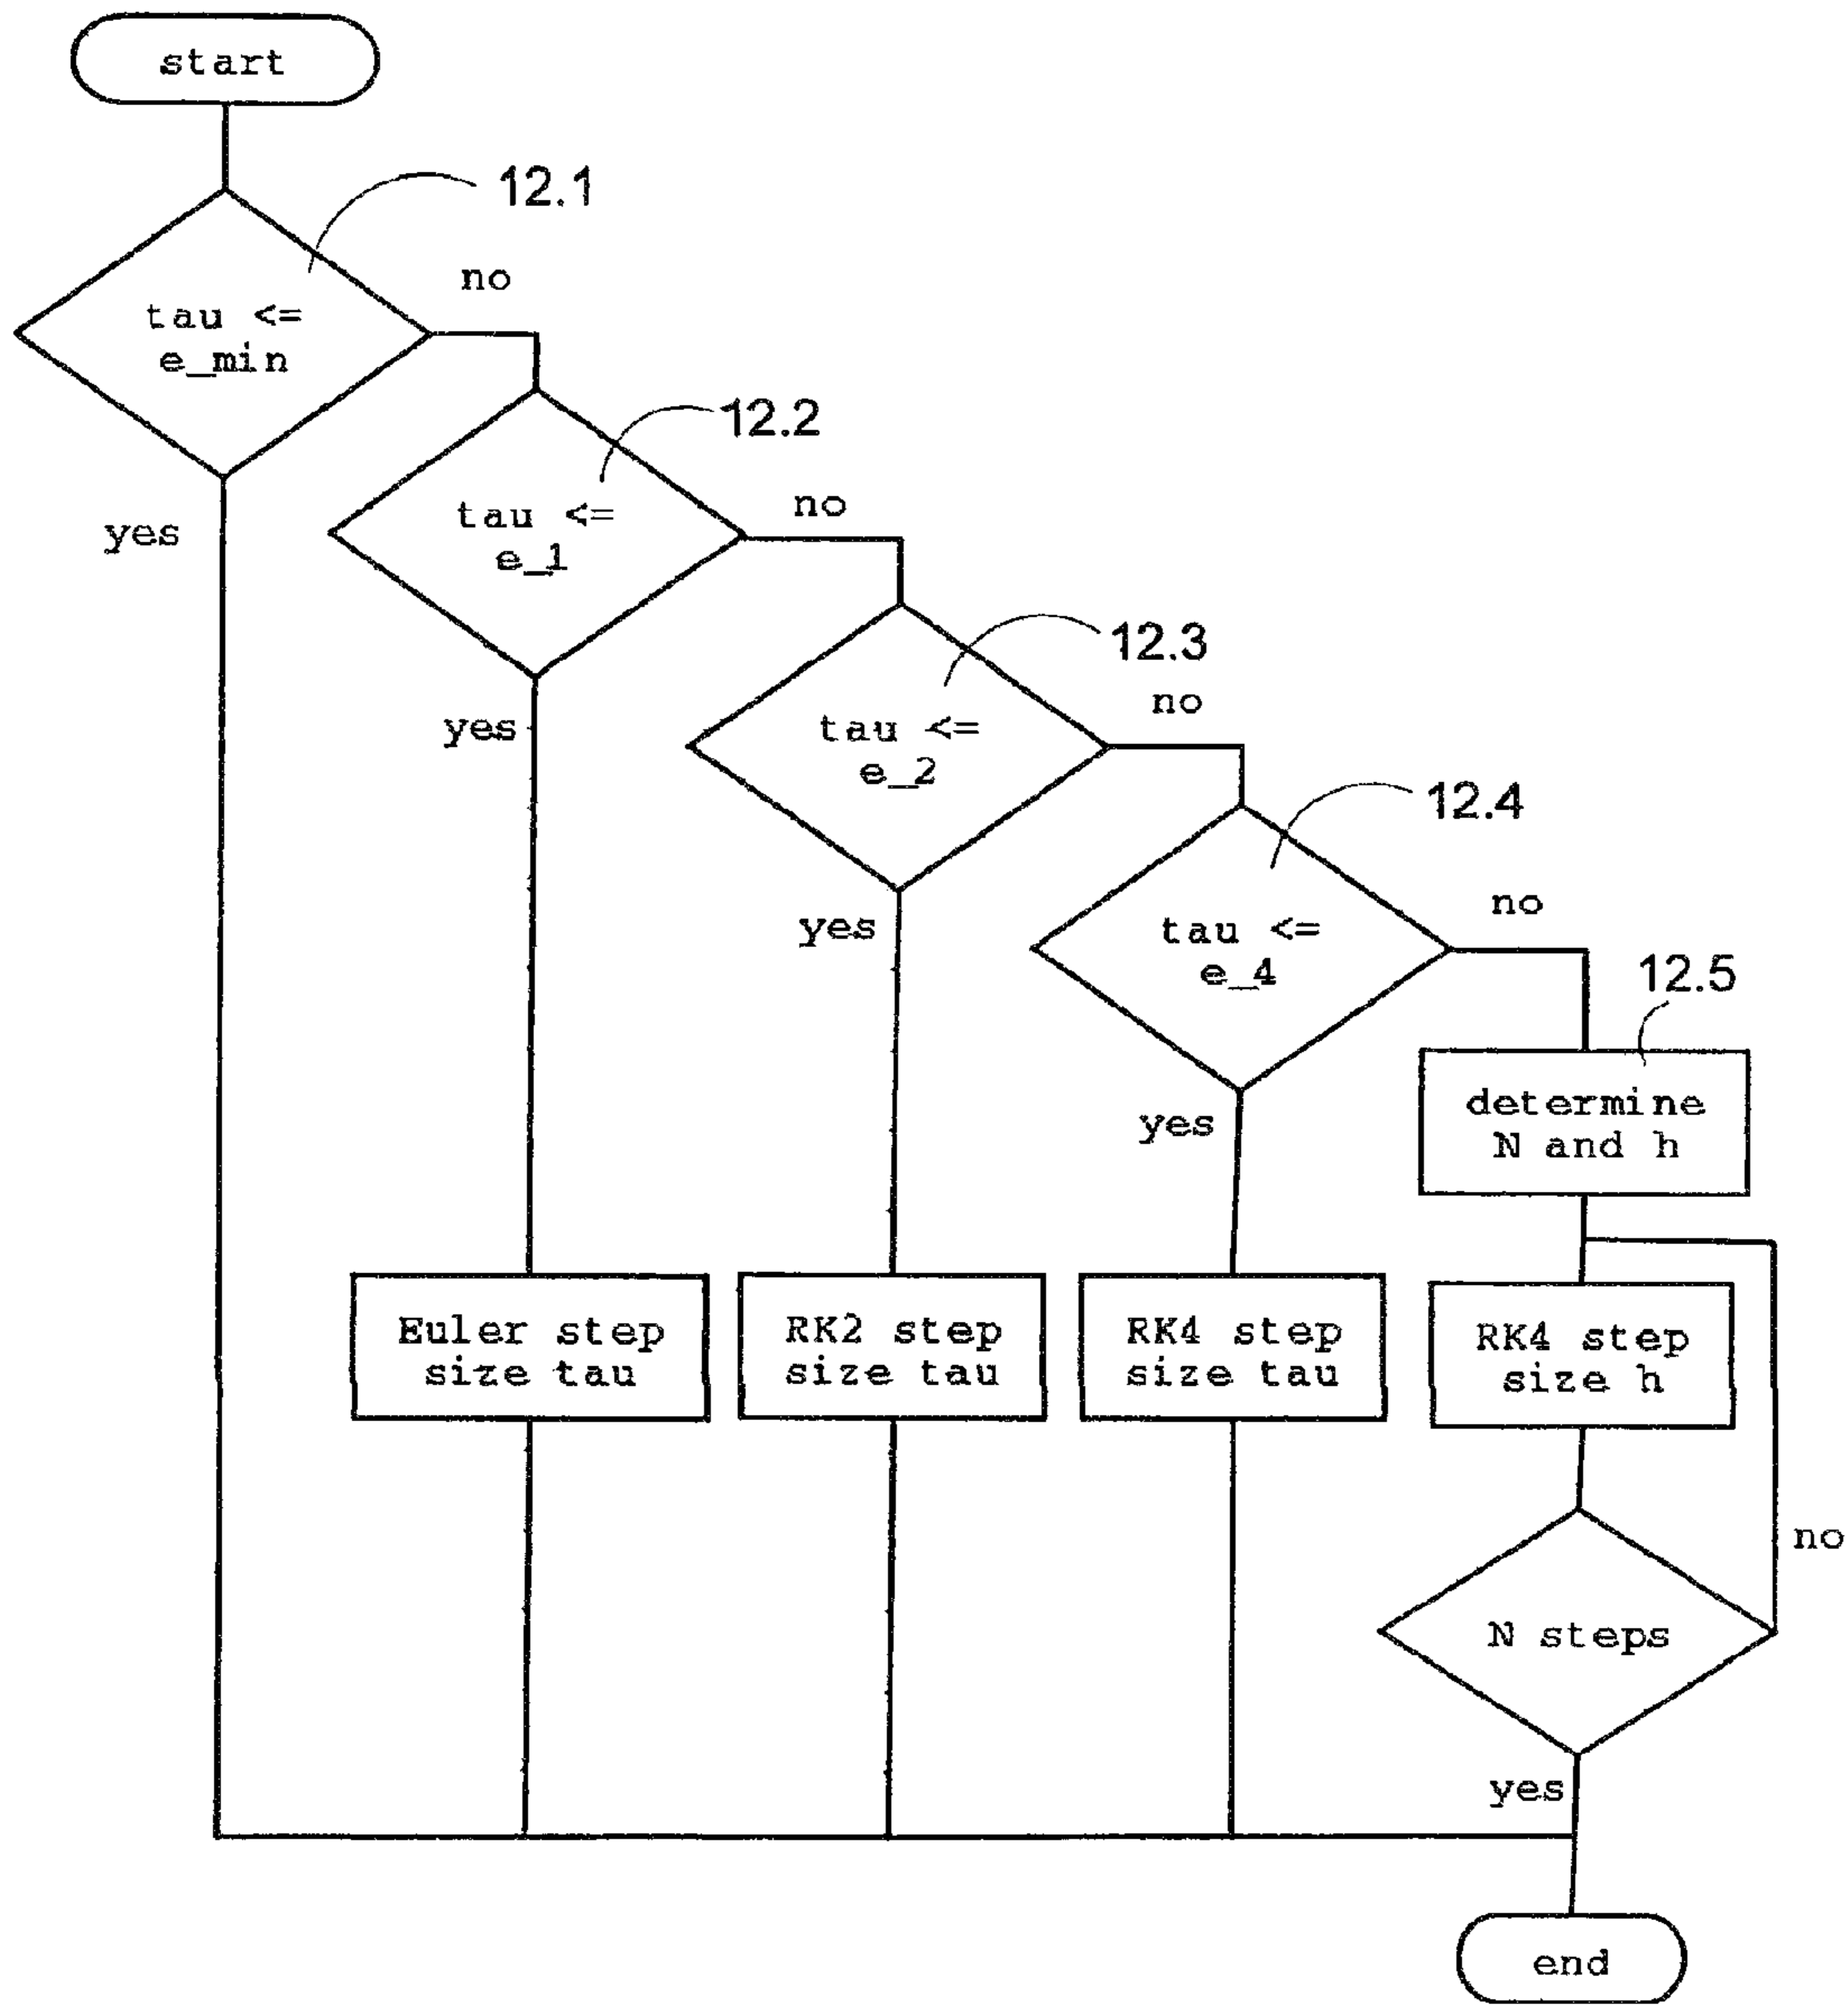 start
12.1
no
tau <=
e_min
12.2
yes
no
tau <=
e_1
12.3
no
yes
tau <=
e_2
12.4
no
yes
tau <=
e_4
12.5
yes
determine
N and h
Euler step
size tau
RK2 step
size tau
RK4 step
size tau
RK4 step
size h
no
N steps
yes
end